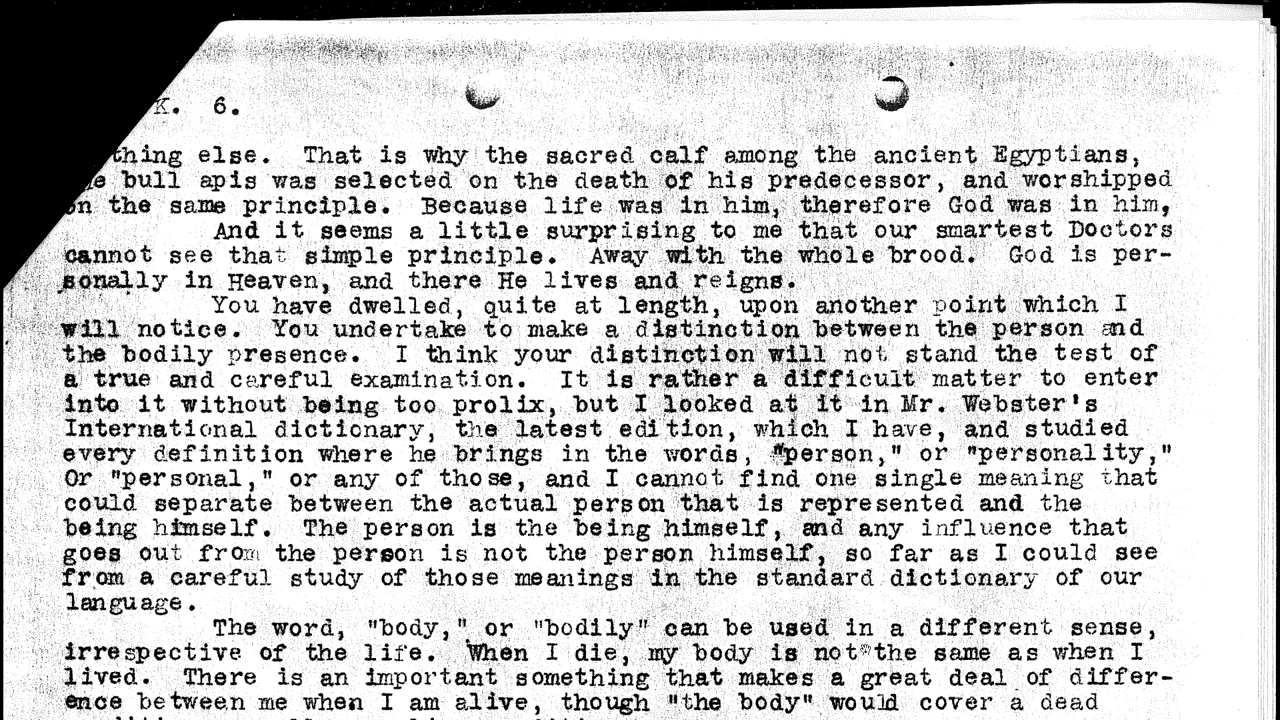 K. 6.
thing else. That is why the sacred calf among the ancient Egyptians,
bull apis was selected on the death of his predecessor, and worshipped
on the same principle. Because life was in him, therefore God was in him,
And it seems a little surprising to me that our smartest Doctors
cannot see that simple principle. Away with the whole brood. God is per-
sonally in Heaven, and there He lives and reigns.
You have dwelled, quite at length, upon another point which I
will notice. You undertake to make a distinction between the person and
the bodily presence. I think your distinction will not stand the test of
a true and careful examination. It is rather a difficult matter to enter
into it without being too prolix, but I looked at it in Mr. Webster's
International dictionary, the latest edition, which I have, and studied
every definition where he brings in the words, "person," or "personality,"
Or "personal," or any of those, and I cannot find one single meaning that
could separate between the actual person that is represented and the
being himself. The person is the being himself, and any influence that
goes out from the person is not the person himself, so far as I could see
from a careful study of those meanings in the standard dictionary of our
language.
The word, "body," or "bodily" can be used in a different sense,
irrespective of the life. When I die, my body is not the same as when I
lived. There is an important something that makes a great deal of differ-
ence between me when I am alive, though "the body" would cover a dead